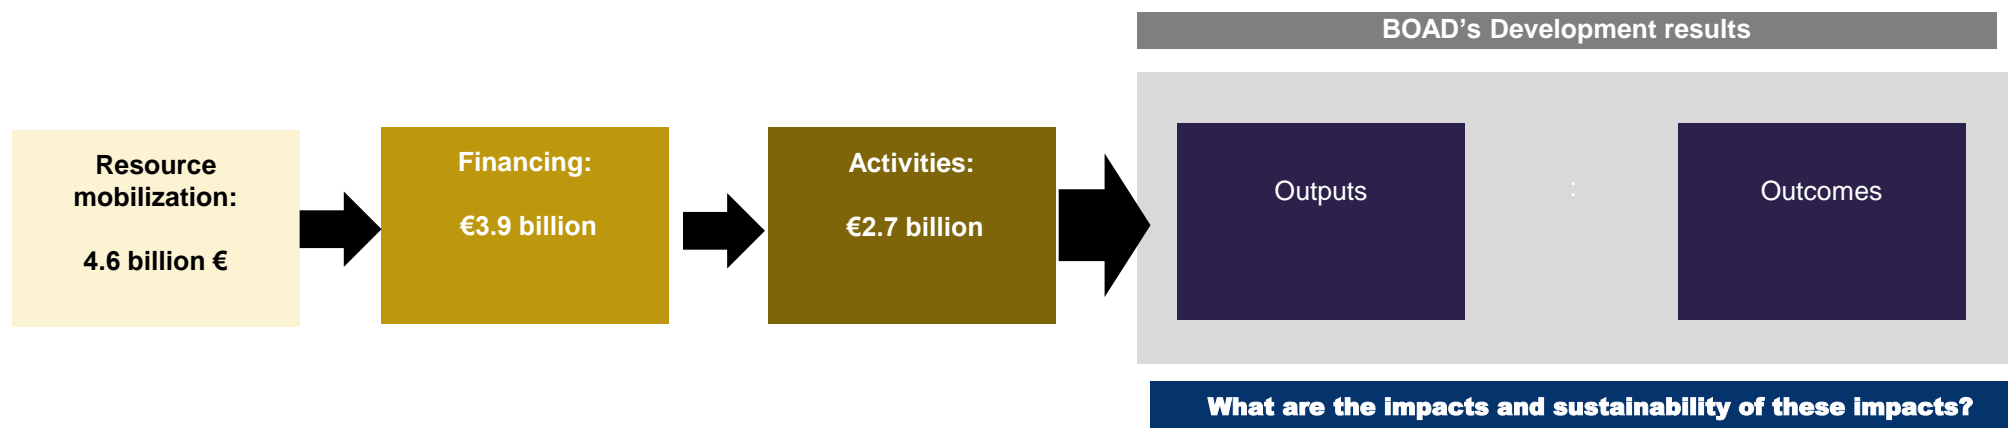 BOAD’s Development results
Resource
mobilization:
4.6 billion €
Financing:
€3.9 billion
Activities:
€2.7 billion
Outputs
:
Outcomes
What are the impacts and sustainability of these impacts?